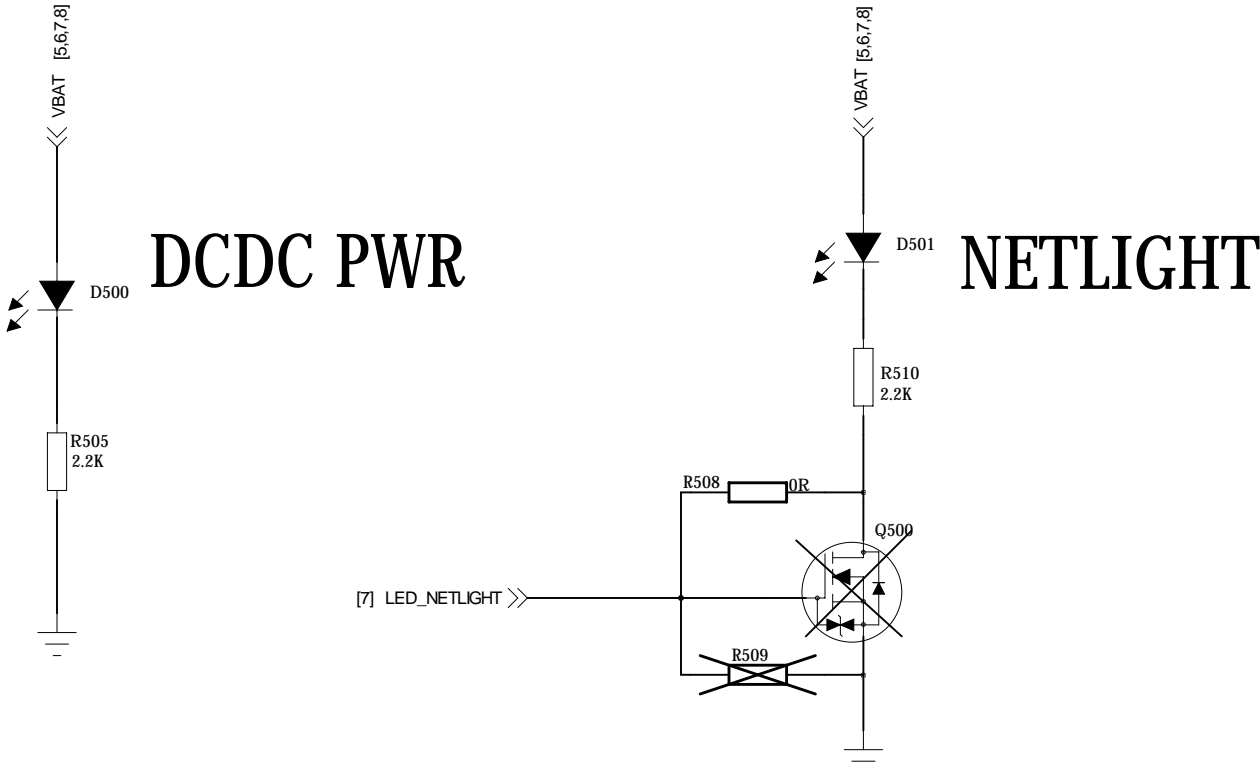 VBAT [5,6,7,8]
VBAT [5,6,7,8]
DCDC PWR
D500
D501
NETLIGHT
R510
2.2K
R505
2.2K
R508
0R
Q500
[7] LED_NETLIGHT
R509